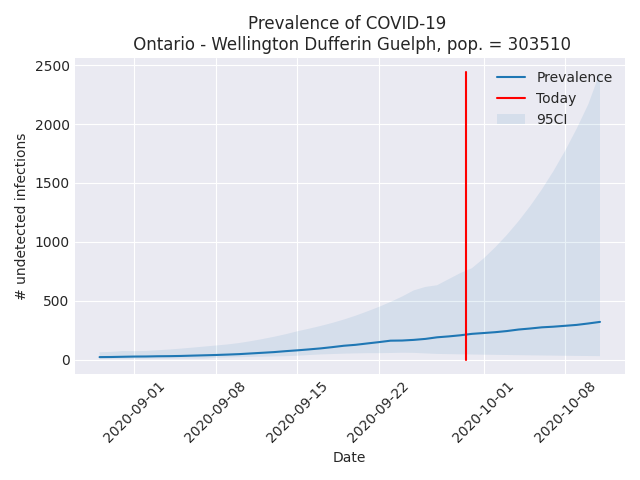 Prevalence of COVID-19
Ontario - Wellington Dufferin Guelph, pop. = 303510
2500
2000
1500
1000
500
0
# undetected infections
Prevalence
Today
95CI
2020-09-01
2020-09-08
2020-09-15
2020-09-22
2020-10-01
2020-10-08
Date